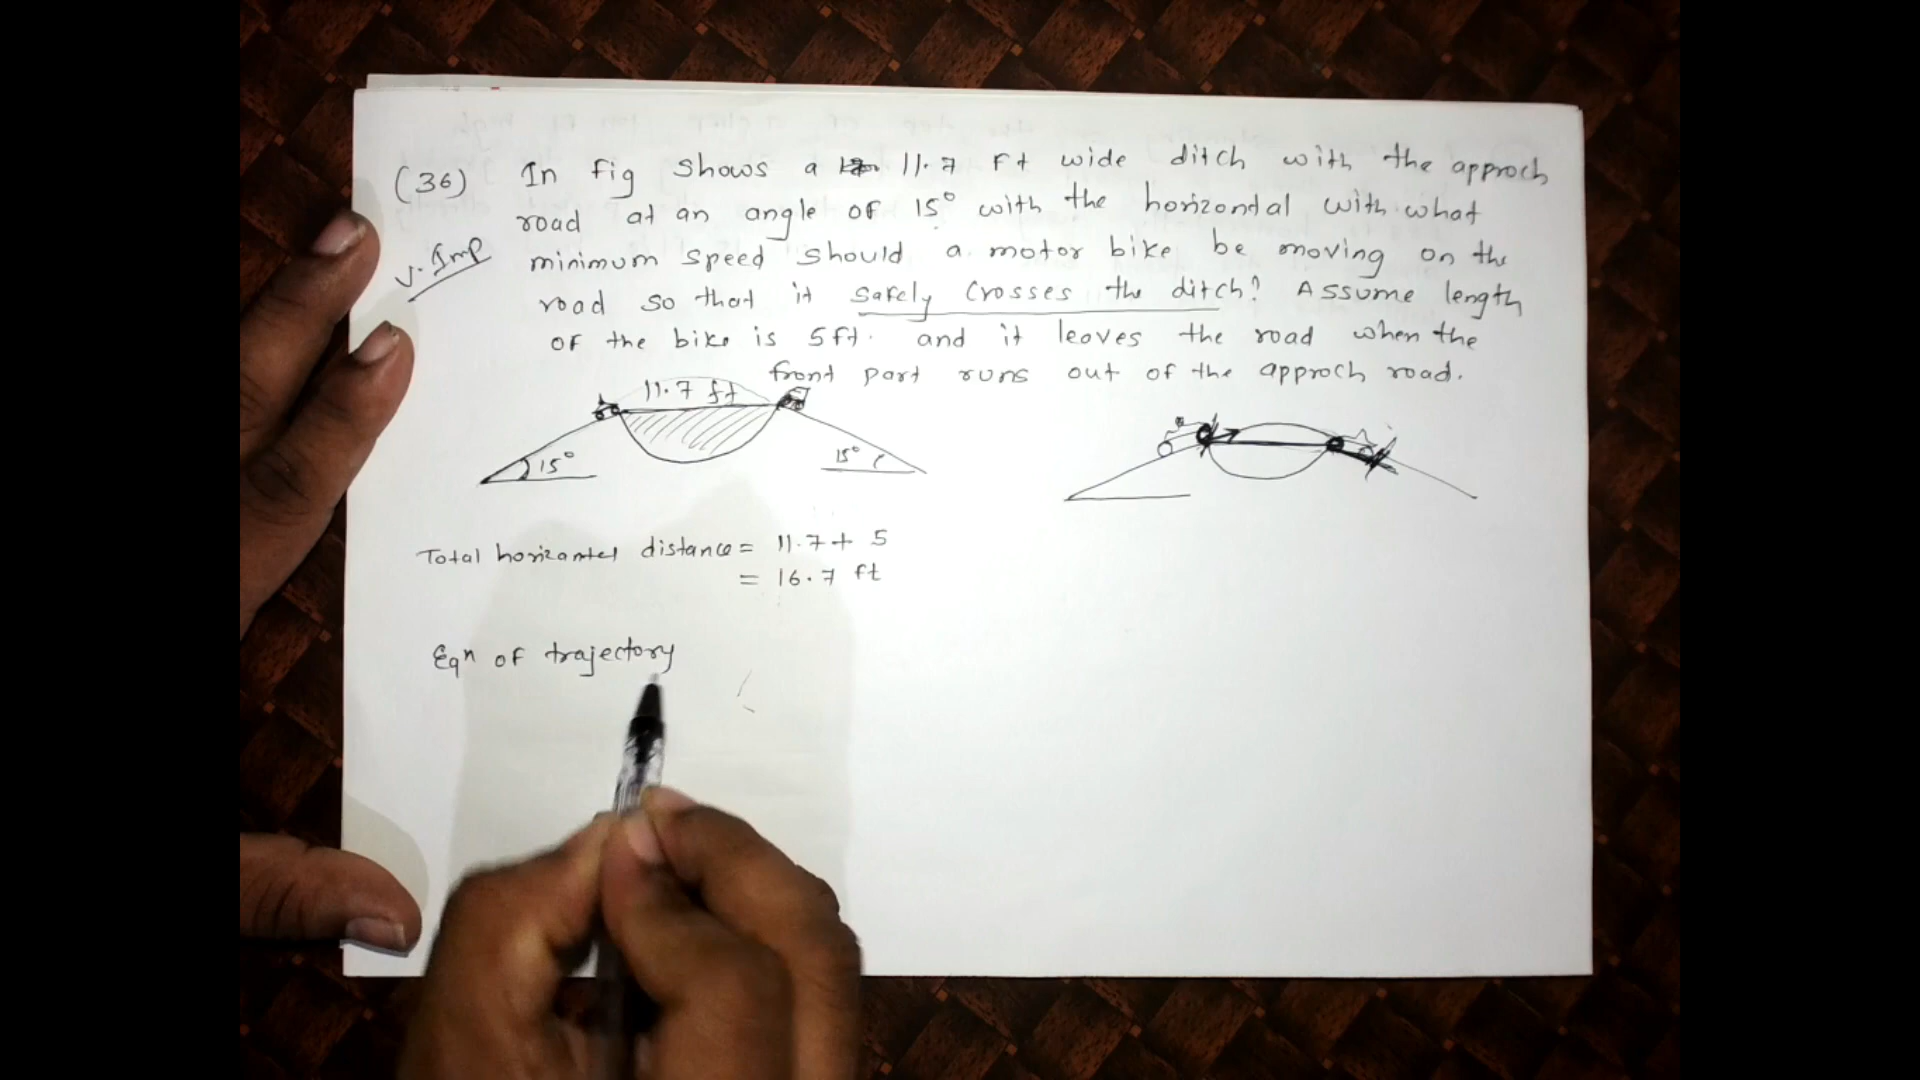 (36) In fig shows a 11.7 Ft wide ditch with the approch
road at an angle of 15° with the horizontal with what
V. Imp
minimum speed should a motor bike be moving on the
road so that it safely crosses the ditch? Assume length
of the bike is 5ft. and it leaves the road when the
front part runs out of the approch road.
11.7 ft
15°
15°
Total horizontel distance = 11.7 + 5
= 16.7 ft
Eqⁿ of trajectory